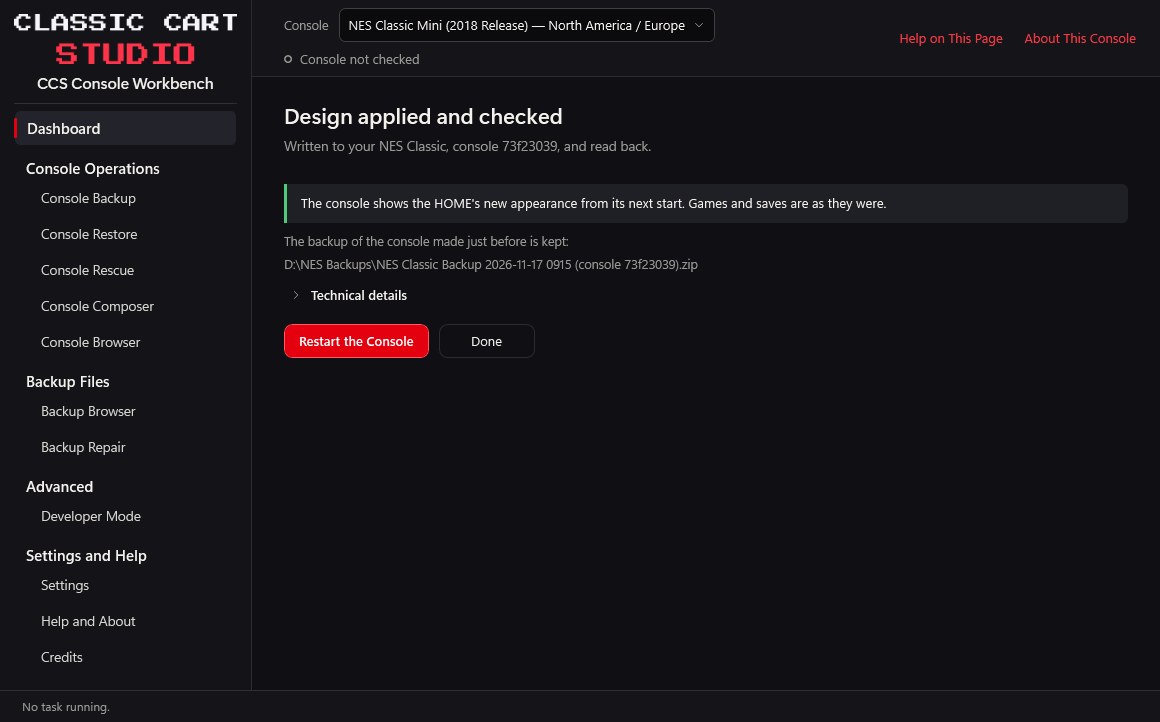 CLASSIC CART
STUDIO
CCS Console Workbench
Dashboard
Console Operations
Console Backup
Console Restore
Console Rescue
Console Composer
Console Browser
Backup Files
Backup Browser
Backup Repair
Advanced
Developer Mode
Settings and Help
Settings
Help and About
Credits
Console NES Classic Mini (2018 Release) — North America / Europe
Console not checked
Help on This Page About This Console
Design applied and checked
Written to your NES Classic, console 73f23039, and read back.
The console shows the HOME's new appearance from its next start. Games and saves are as they were.
The backup of the console made just before is kept:
D:\NES Backups\NES Classic Backup 2026-11-17 0915 (console 73f23039).zip
Technical details
Restart the Console Done
No task running.